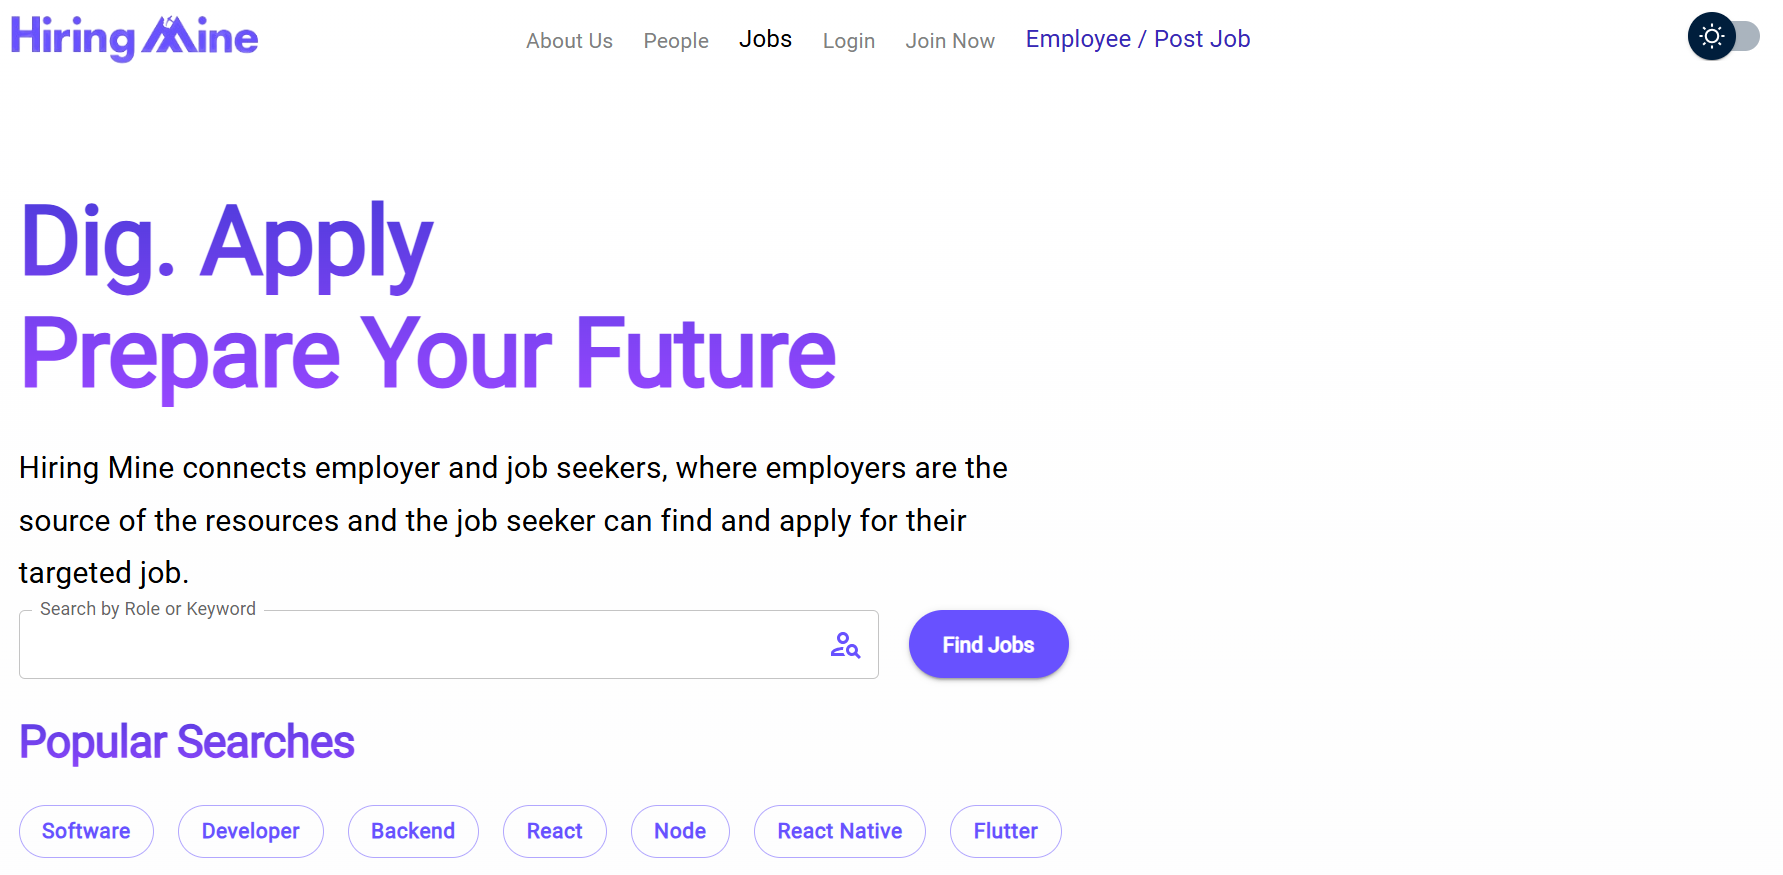 Hiring Mine
About Us People Jobs Login Join Now Employee / Post Job
Dig. Apply
Prepare Your Future
Hiring Mine connects employer and job seekers, where employers are the
source of the resources and the job seeker can find and apply for their
targeted job.
Search by Role or Keyword
Find Jobs
Popular Searches
Software Developer Backend React Node React Native Flutter